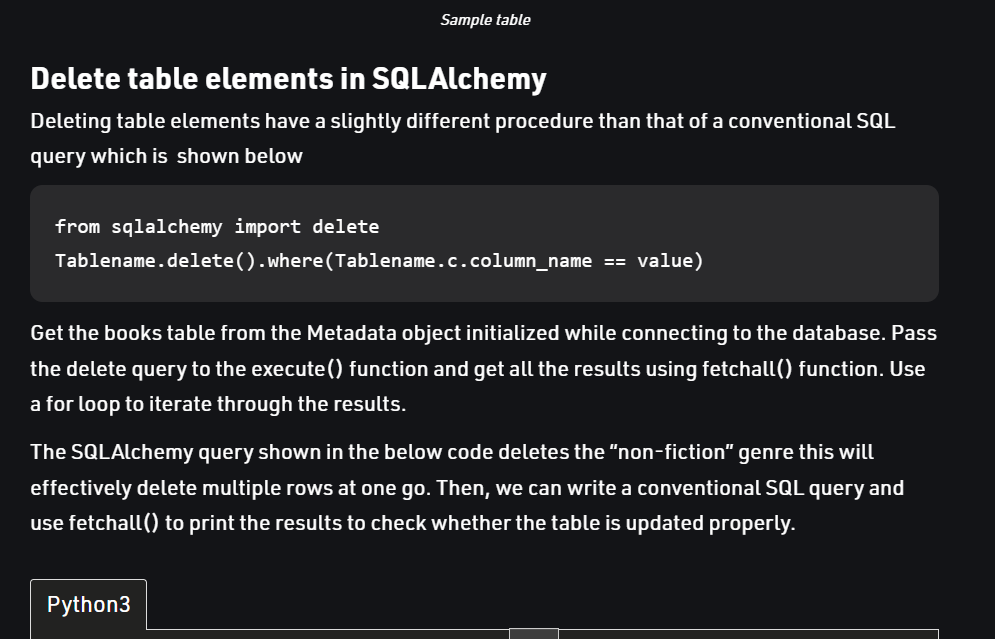 Sample table
Delete table elements in SQLAlchemy
Deleting table elements have a slightly different procedure than that of a conventional SQL
query which is  shown below
from sqlalchemy import delete
Tablename.delete().where(Tablename.c.column_name == value)
Get the books table from the Metadata object initialized while connecting to the database. Pass
the delete query to the execute() function and get all the results using fetchall() function. Use
a for loop to iterate through the results.
The SQLAlchemy query shown in the below code deletes the “non-fiction” genre this will
effectively delete multiple rows at one go. Then, we can write a conventional SQL query and
use fetchall() to print the results to check whether the table is updated properly.
Python3